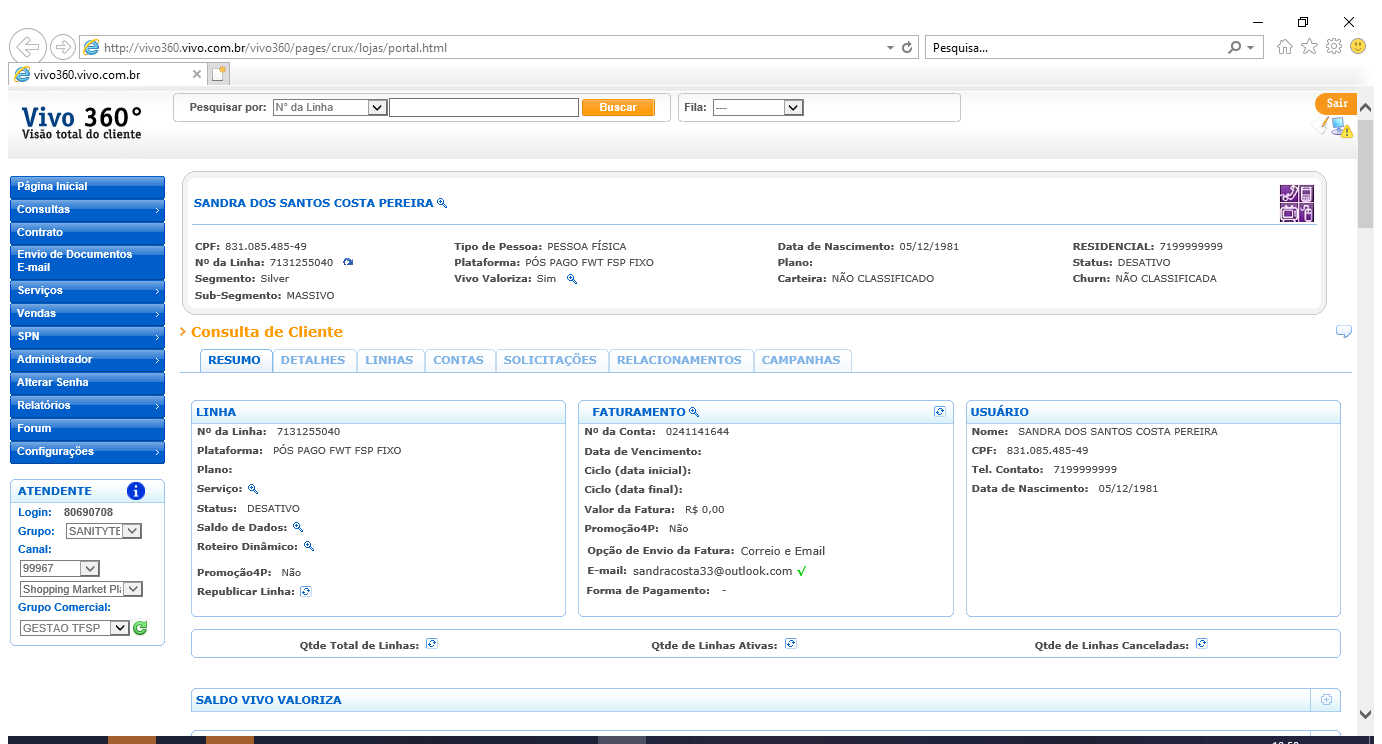 http://vivo360.vivo.com.br/vivo360/pages/crux/lojas/portal.html
Pesquisa...
vivo360.vivo.com.br
Vivo 360°
Visão total do cliente
Pesquisar por: N° da Linha Buscar Fila: --- Sair
Página Inicial
Consultas
Contrato
Envio de Documentos
E-mail
Serviços
Vendas
SPN
Administrador
Alterar Senha
Relatórios
Forum
Configurações
ATENDENTE
Login: 80690708
Grupo: SANITYTE
Canal:
99967
Shopping Market Pl
Grupo Comercial:
GESTAO TFSP
SANDRA DOS SANTOS COSTA PEREIRA
CPF: 831.085.485-49 Tipo de Pessoa: PESSOA FÍSICA Data de Nascimento: 05/12/1981 RESIDENCIAL: 7199999999
Nº da Linha: 7131255040 Plataforma: PÓS PAGO FWT FSP FIXO Plano: Status: DESATIVO
Segmento: Silver Vivo Valoriza: Sim Carteira: NÃO CLASSIFICADO Churn: NÃO CLASSIFICADA
Sub-Segmento: MASSIVO
Consulta de Cliente
RESUMO DETALHES LINHAS CONTAS SOLICITAÇÕES RELACIONAMENTOS CAMPANHAS
LINHA
Nº da Linha: 7131255040
Plataforma: PÓS PAGO FWT FSP FIXO
Plano:
Serviço:
Status: DESATIVO
Saldo de Dados:
Roteiro Dinâmico:
Promoção4P: Não
Republicar Linha:
FATURAMENTO
Nº da Conta: 0241141644
Data de Vencimento:
Ciclo (data inicial):
Ciclo (data final):
Valor da Fatura: R$ 0,00
Promoção4P: Não
Opção de Envio da Fatura: Correio e Email
E-mail: sandracosta33@outlook.com √
Forma de Pagamento: -
USUÁRIO
Nome: SANDRA DOS SANTOS COSTA PEREIRA
CPF: 831.085.485-49
Tel. Contato: 7199999999
Data de Nascimento: 05/12/1981
Qtde Total de Linhas: Qtde de Linhas Ativas: Qtde de Linhas Canceladas:
SALDO VIVO VALORIZA